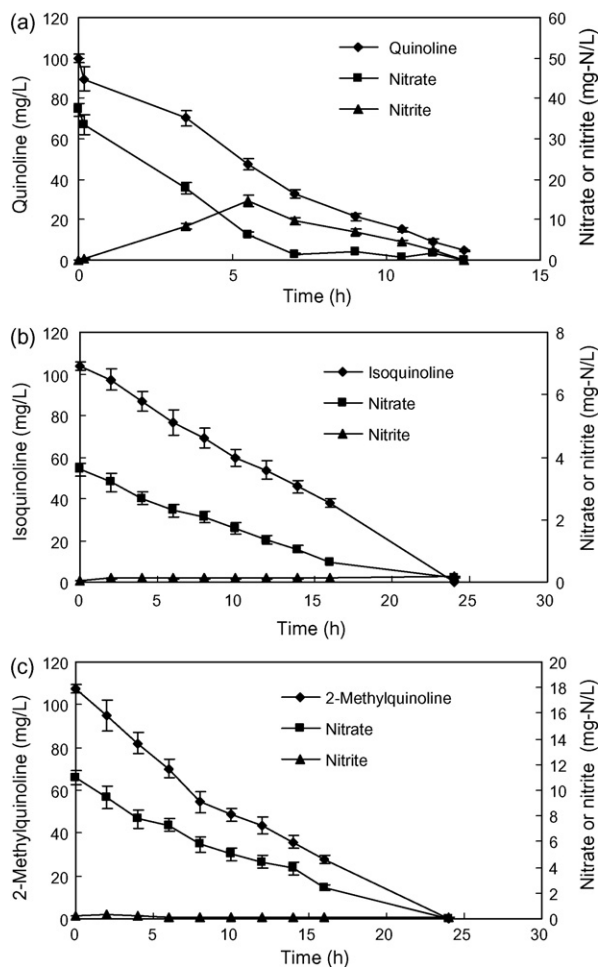 (a)
120
100
80
60
40
20
0
Quinoline (mg/L)
60
50
40
30
20
10
0
Nitrate or nitrite (mg-N/L)
Quinoline
Nitrate
Nitrite
0 5 10 15
Time (h)
(b)
120
100
80
60
40
20
0
Isoquinoline (mg/L)
8
6
4
2
0
Nitrate or nitrite (mg-N/L)
Isoquinoline
Nitrate
Nitrite
0 5 10 15 20 25 30
Time (h)
(c)
120
100
80
60
40
20
0
2-Methylquinoline (mg/L)
20
18
16
14
12
10
8
6
4
2
0
Nitrate or nitrite (mg-N/L)
2-Methylquinoline
Nitrate
Nitrite
0 5 10 15 20 25 30
Time (h)